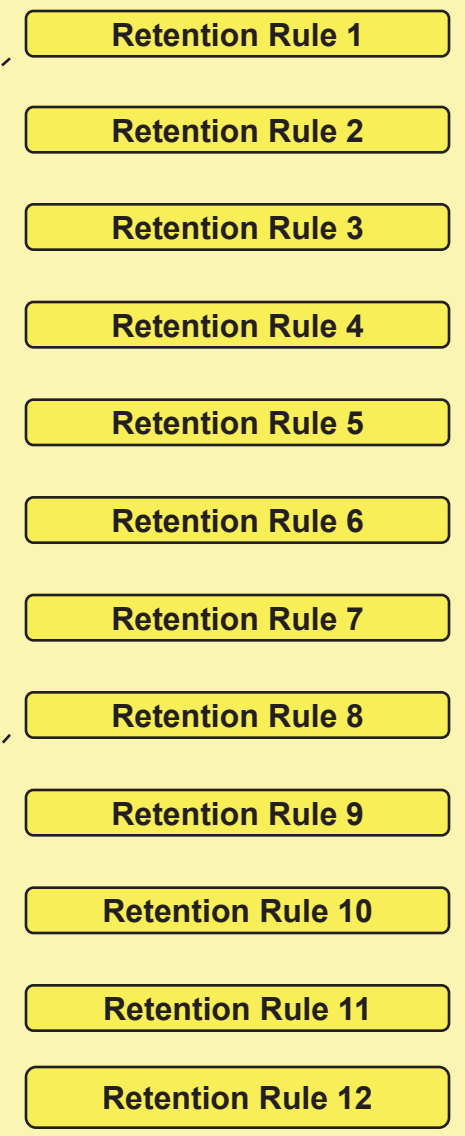 Retention Rule 1
Retention Rule 2
Retention Rule 3
Retention Rule 4
Retention Rule 5
Retention Rule 6
Retention Rule 7
Retention Rule 8
Retention Rule 9
Retention Rule 10
Retention Rule 11
Retention Rule 12